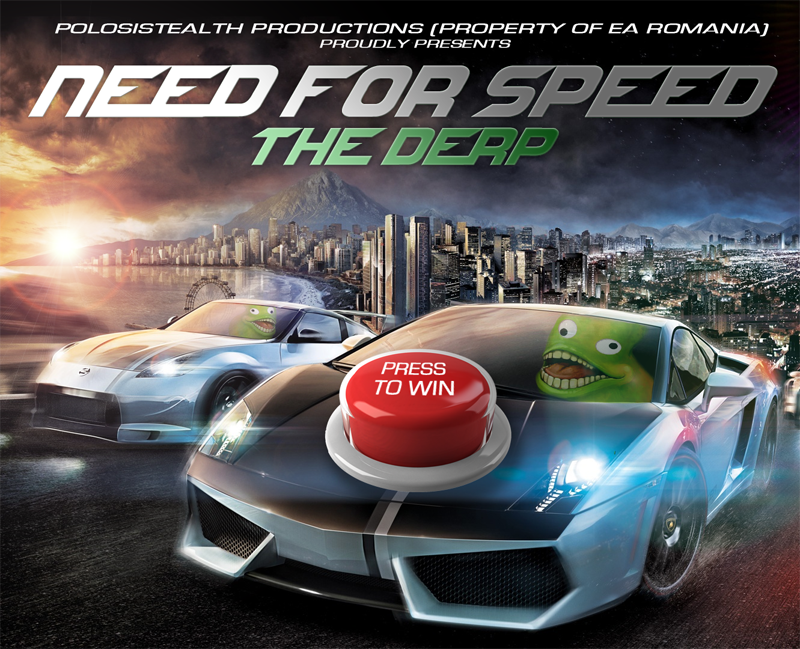 POLOSISTEALTH PRODUCTIONS (PROPERTY OF EA ROMANIA)
PROUDLY PRESENTS
NEED FOR SPEED
THE DERP
PRESS
TO WIN